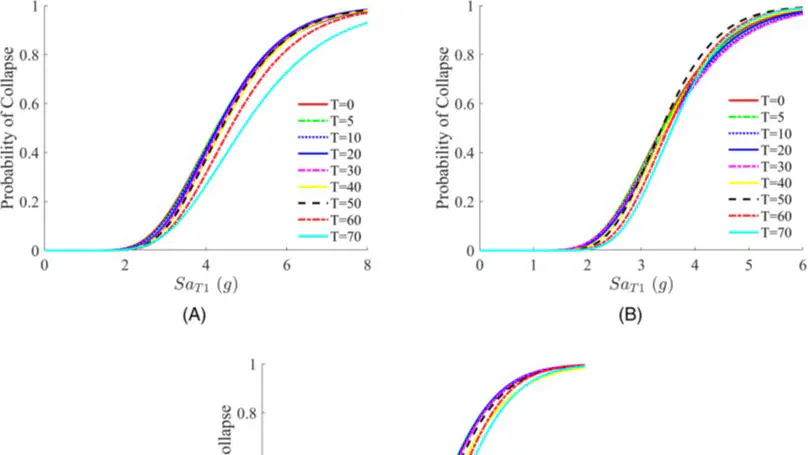 1
0.8
0.6
0.4
0.2
0
Probability of Collapse
T=0
T=5
T=10
T=20
T=30
T=40
T=50
T=60
T=70
0 2 4 6 8
SaT1 (g)
(A)
1
0.8
0.6
0.4
0.2
0
Probability of Collapse
T=0
T=5
T=10
T=20
T=30
T=40
T=50
T=60
T=70
0 1 2 3 4 5 6
SaT1 (g)
(B)
1
0.8
ollapse